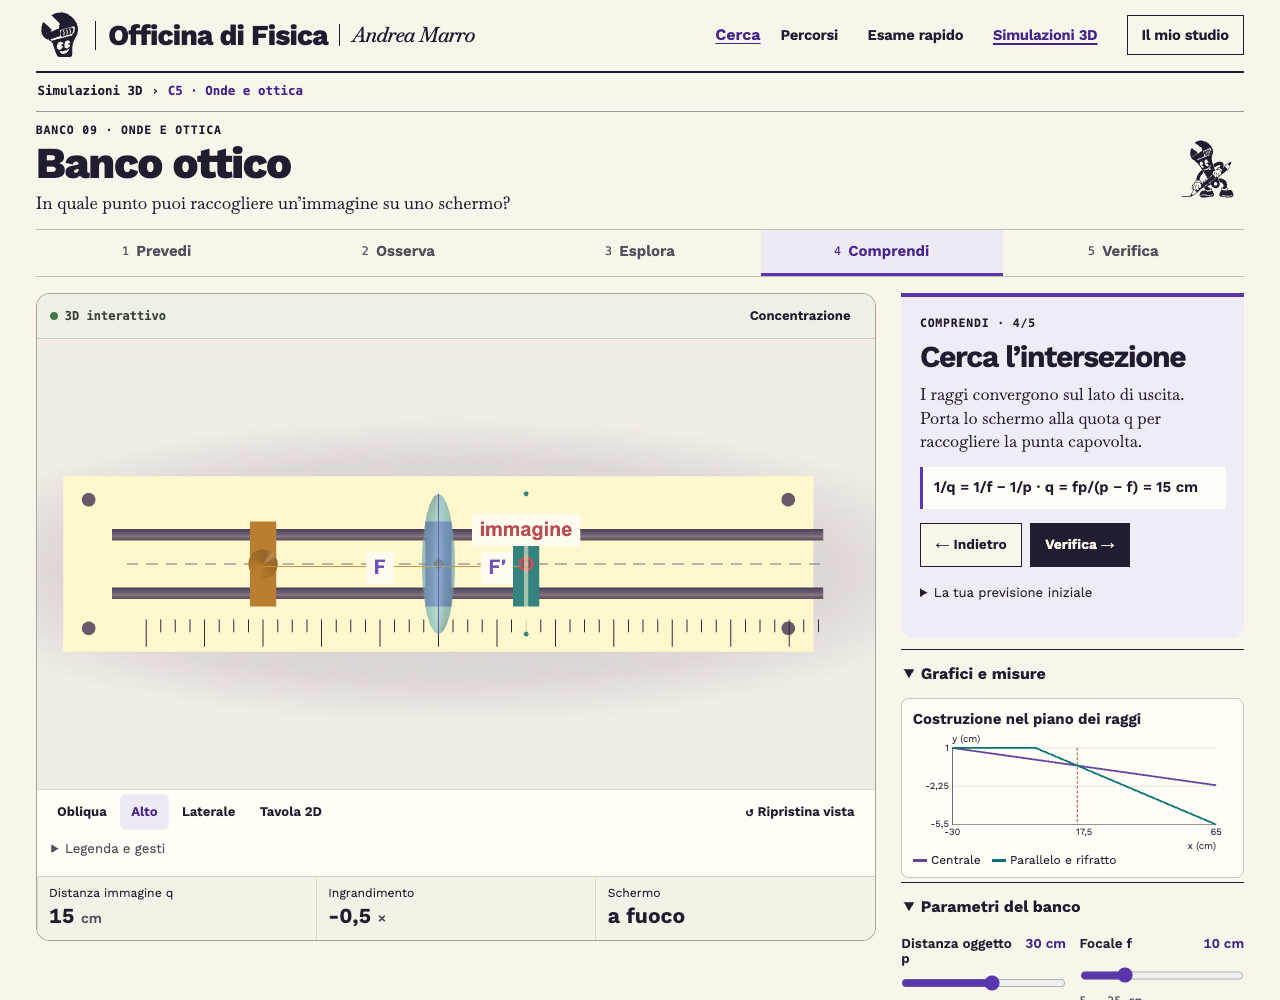 Officina di Fisica
Andrea Marro
Cerca
Percorsi
Esame rapido
Simulazioni 3D
Il mio studio
Simulazioni 3D › C5 · Onde e ottica
BANCO 09 · ONDE E OTTICA
Banco ottico
In quale punto puoi raccogliere un’immagine su uno schermo?
1 Prevedi
2 Osserva
3 Esplora
4 Comprendi
5 Verifica
3D interattivo
Concentrazione
immagine
F
F′
Obliqua
Alto
Laterale
Tavola 2D
↺ Ripristina vista
▶ Legenda e gesti
Distanza immagine q
15 cm
Ingrandimento
-0,5 ×
Schermo
a fuoco
COMPRENDI · 4/5
Cerca l’intersezione
I raggi convergono sul lato di uscita.
Porta lo schermo alla quota q per
raccogliere la punta capovolta.
1/q = 1/f − 1/p · q = fp/(p − f) = 15 cm
← Indietro
Verifica →
▶ La tua previsione iniziale
▼ Grafici e misure
Costruzione nel piano dei raggi
y (cm)
1
-2,25
-5,5
-30
17,5
65
x (cm)
Centrale
Parallelo e rifratto
▼ Parametri del banco
Distanza oggetto p
30 cm
Focale f
10 cm